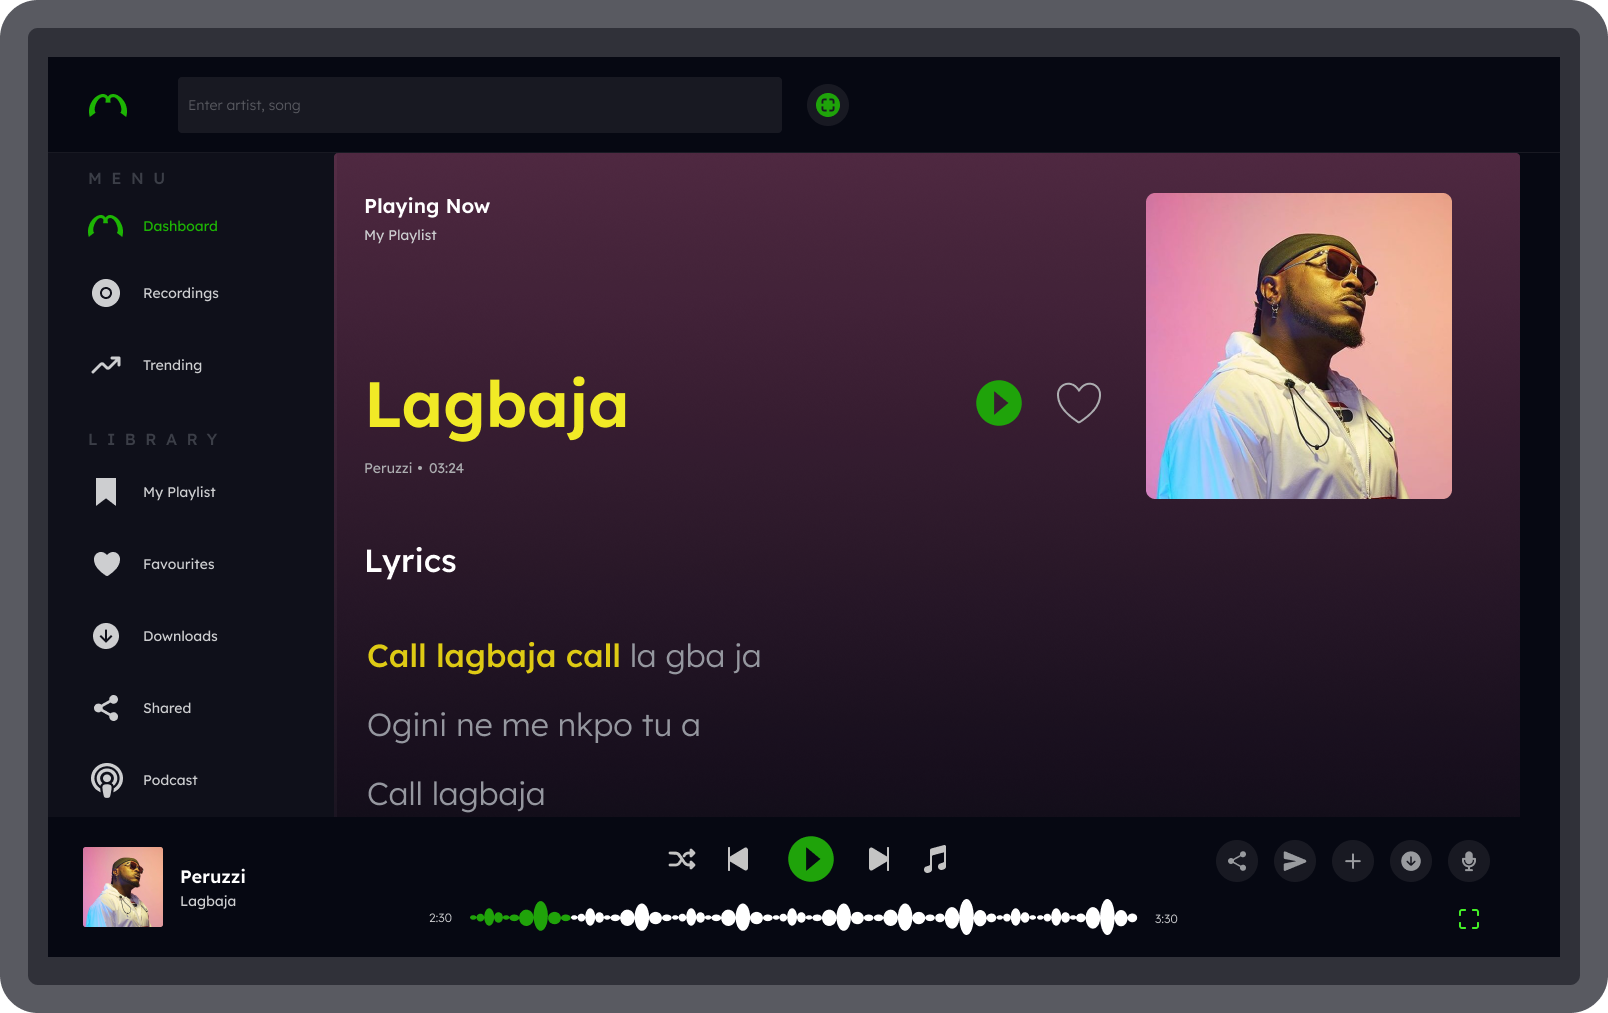 Enter artist, song
MENU
Dashboard
Recordings
Trending
LIBRARY
My Playlist
Favourites
Downloads
Shared
Podcast
Playing Now
My Playlist
Lagbaja
Peruzzi • 03:24
Lyrics
Call lagbaja call la gba ja
Ogini ne me nkpo tu a
Call lagbaja
Peruzzi
Lagbaja
2:30
3:30